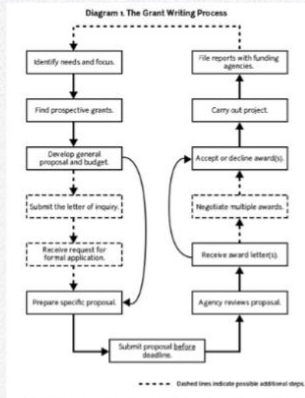 Diagram 1. The Grant Writing Process
Identify needs and focus.
Find prospective grants.
Develop general
proposal and budget.
Submit the letter of inquiry.
Receive request for
formal application.
Prepare specific proposal.
Submit proposal before
deadline.
Agency reviews proposal.
Receive award letter(s).
Negotiate multiple awards.
Accept or decline award(s).
Carry out project.
File reports with funding
agencies.
Dashed lines indicate possible additional steps.